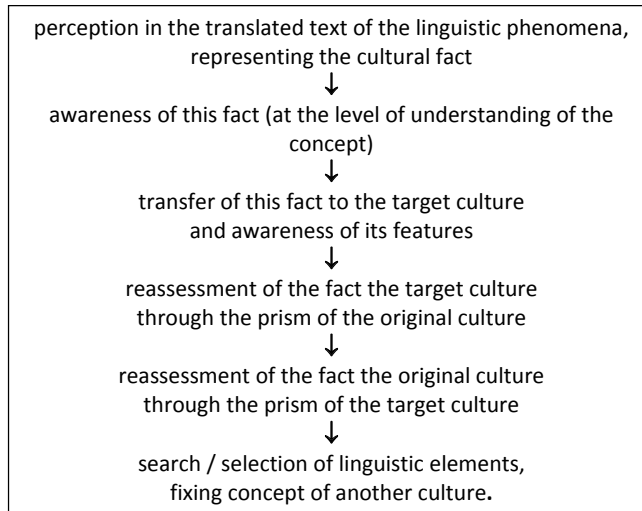 perception in the translated text of the linguistic phenomena,
representing the cultural fact
↓
awareness of this fact (at the level of understanding of the
concept)
↓
transfer of this fact to the target culture
and awareness of its features
↓
reassessment of the fact the target culture
through the prism of the original culture
↓
reassessment of the fact the original culture
through the prism of the target culture
↓
search / selection of linguistic elements,
fixing concept of another culture.